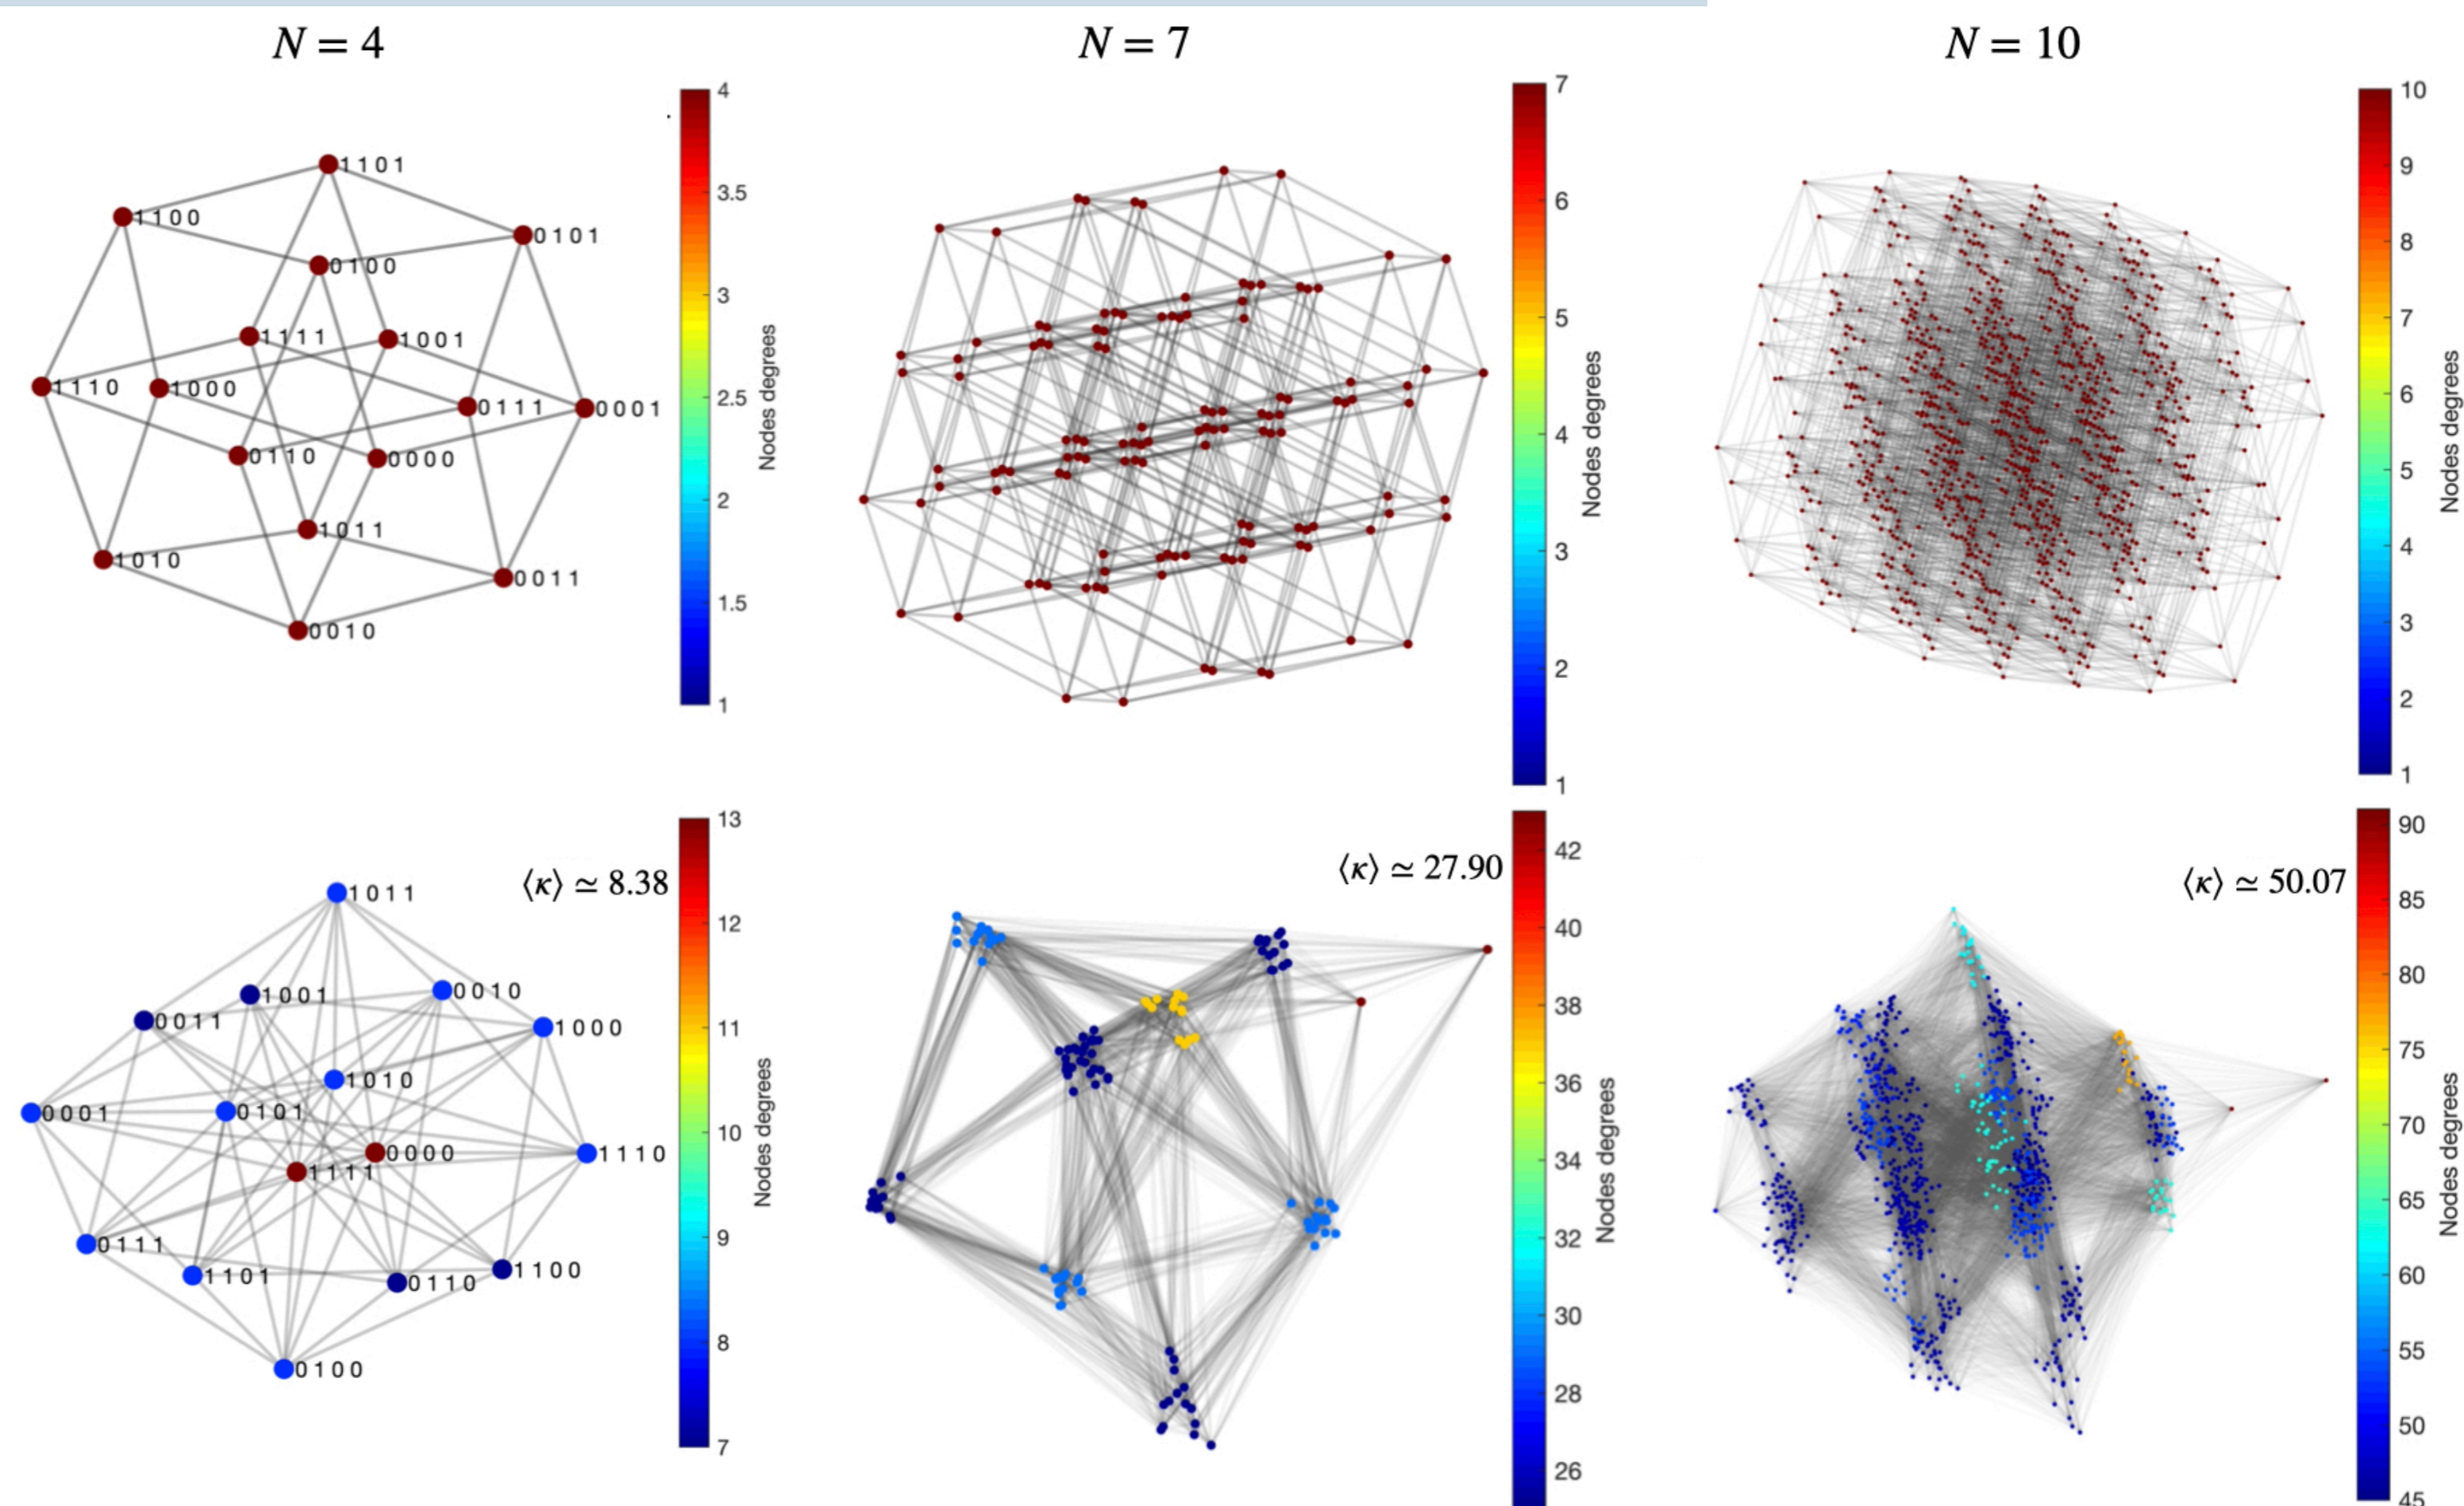 N = 4
N = 7
N = 10
1 1 0 1
1 1 0 0
0 1 0 1
0 1 0 0
1 1 1 1
1 0 0 1
1 1 1 0
1 0 0 0
0 1 1 1
0 0 0 1
0 1 1 0
0 0 0 0
1 0 1 1
1 0 1 0
0 0 1 1
0 0 1 0
4
3.5
3
2.5
2
1.5
1
Nodes degrees
7
6
5
4
3
2
1
Nodes degrees
10
9
8
7
6
5
4
3
2
1
Nodes degrees
⟨κ⟩ ≃ 8.38
1 0 1 1
1 0 0 1
0 0 1 0
0 0 1 1
1 0 0 0
1 0 1 0
0 0 0 1
0 1 0 1
0 0 0 0
1 1 1 0
1 1 1 1
0 1 1 1
1 1 0 1
0 1 1 0
1 1 0 0
0 1 0 0
13
12
11
10
9
8
7
Nodes degrees
⟨κ⟩ ≃ 27.90
42
40
38
36
34
32
30
28
26
Nodes degrees
⟨κ⟩ ≃ 50.07
90
85
80
75
70
65
60
55
50
45
Nodes degrees